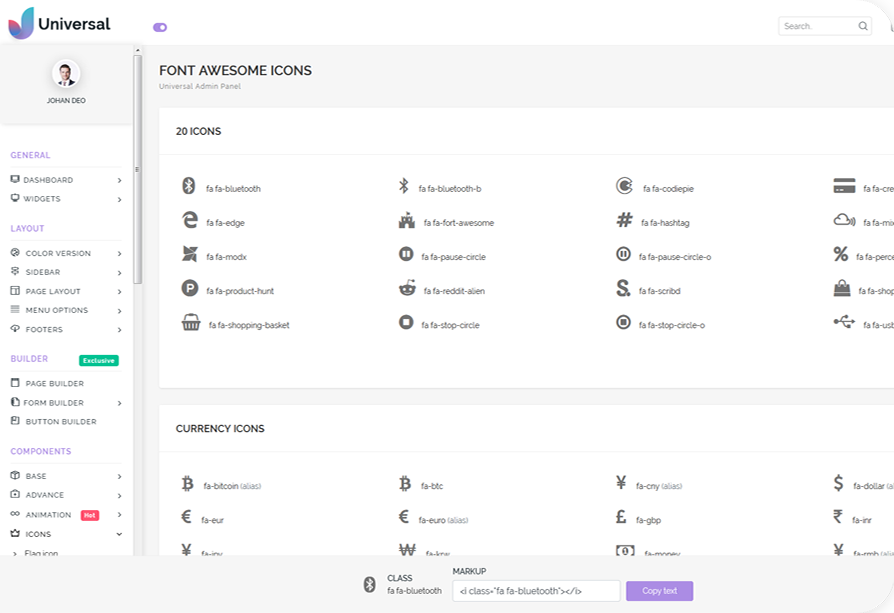 Universal
Search.
JOHAN DEO
GENERAL
DASHBOARD
WIDGETS
LAYOUT
COLOR VERSION
SIDEBAR
PAGE LAYOUT
MENU OPTIONS
FOOTERS
BUILDER Exclusive
PAGE BUILDER
FORM BUILDER
BUTTON BUILDER
COMPONENTS
BASE
ADVANCE
ANIMATION Hot
ICONS
Flag icon
FONT AWESOME ICONS
Universal Admin Panel
20 ICONS
fa fa-bluetooth fa fa-bluetooth-b fa fa-codiepie fa fa-cre
fa fa-edge fa fa-fort-awesome fa fa-hashtag fa fa-mix
fa fa-modx fa fa-pause-circle fa fa-pause-circle-o fa fa-perce
fa fa-product-hunt fa fa-reddit-alien fa fa-scribd fa fa-shop
fa fa-shopping-basket fa fa-stop-circle fa fa-stop-circle-o fa fa-usb
CURRENCY ICONS
fa-bitcoin (alias) fa-btc fa-cny (alias) fa-dollar (al
fa-eur fa-euro (alias) fa-gbp fa-inr
fa-jpy fa-krw fa-money fa-rmb (alia
CLASS
fa fa-bluetooth
MARKUP
<i class="fa fa-bluetooth"></i>
Copy text